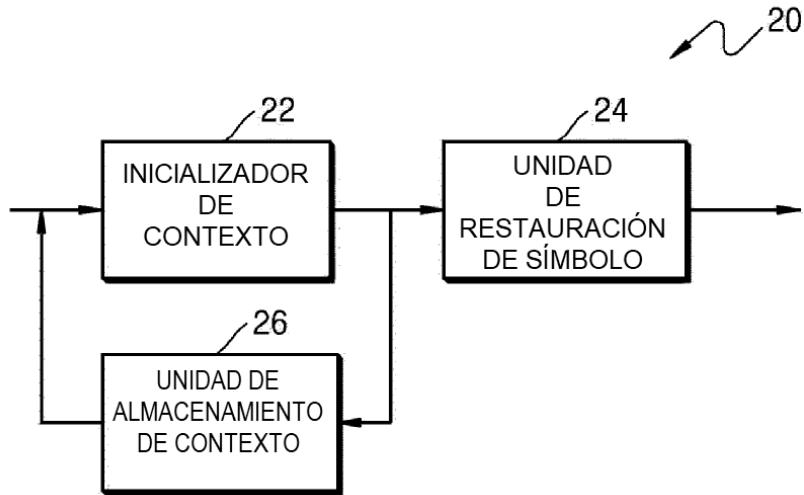 20
22
INICIALIZADOR
DE
CONTEXTO
24
UNIDAD
DE
RESTAURACIÓN
DE SÍMBOLO
26
UNIDAD DE
ALMACENAMIENTO
DE CONTEXTO